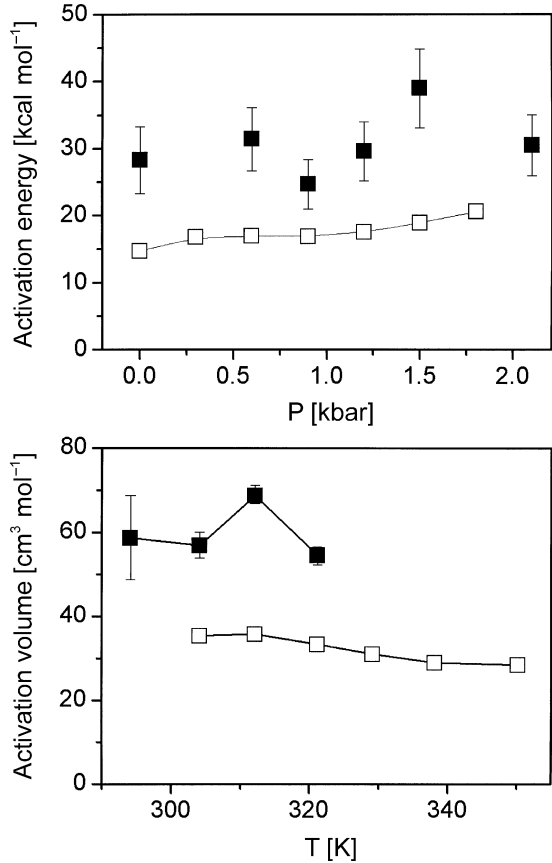 Activation energy [kcal mol⁻¹]
50
40
30
20
10
0
0.0 0.5 1.0 1.5 2.0
P [kbar]
Activation volume [cm³ mol⁻¹]
80
60
40
20
0
300 320 340
T [K]